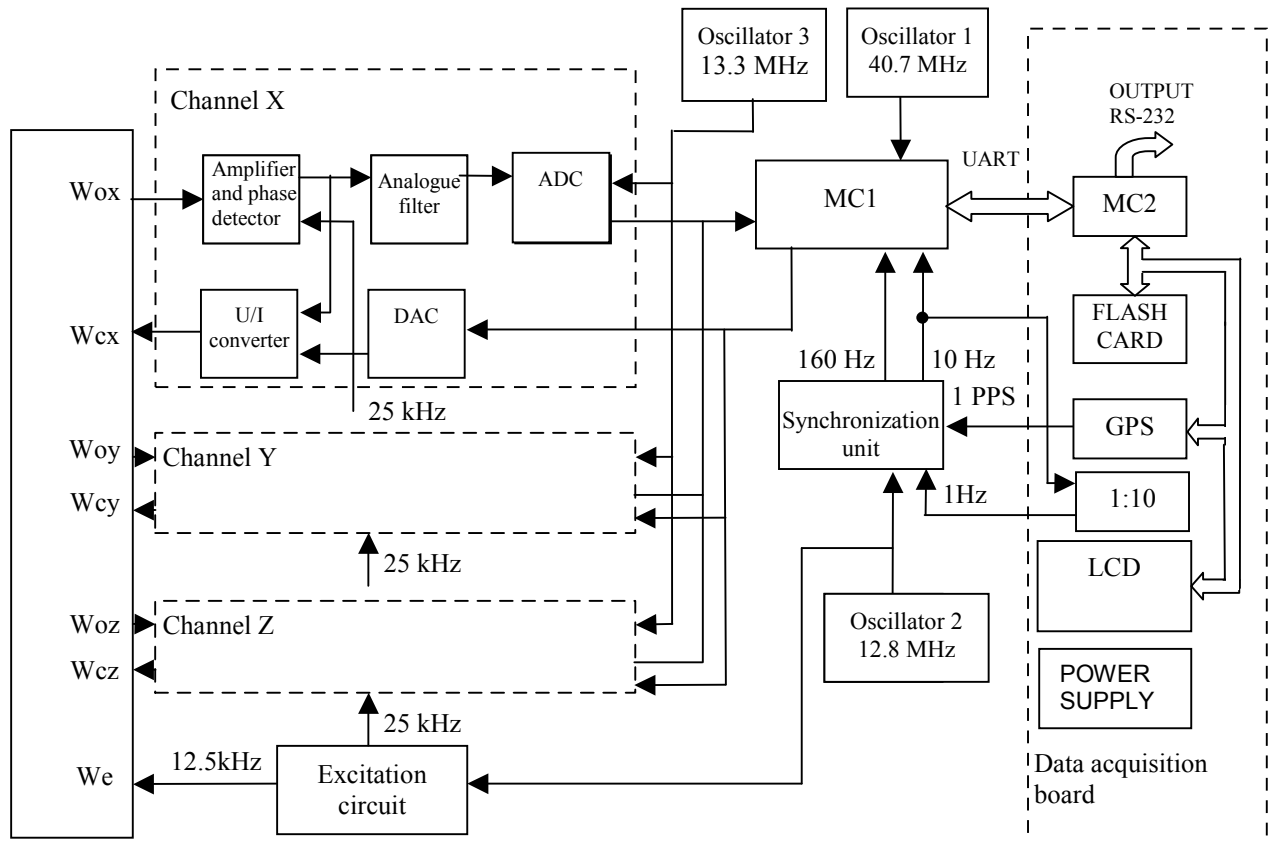 Oscillator 3
13.3 MHz
Oscillator 1
40.7 MHz
OUTPUT
RS-232
Channel X
UART
Wox
Amplifier
and phase
detector
Analogue
filter
ADC
MC1
MC2
Wcx
U/I
converter
DAC
FLASH
CARD
160 Hz
10 Hz
25 kHz
1 PPS
Synchronization
unit
GPS
Woy
Channel Y
Wcy
1Hz
1:10
25 kHz
LCD
Woz
Channel Z
Oscillator 2
12.8 MHz
Wcz
POWER
SUPPLY
25 kHz
We
12.5kHz
Excitation
circuit
Data acquisition
board